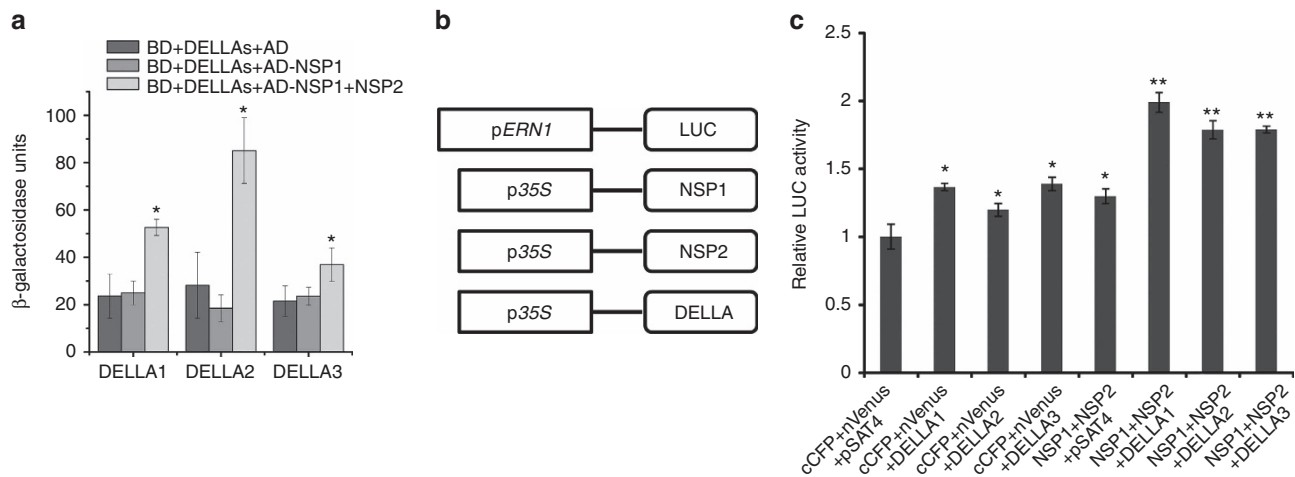 a
BD+DELLAs+AD
BD+DELLAs+AD-NSP1
BD+DELLAs+AD-NSP1+NSP2
β-galactosidase units
100
80
60
40
20
0
*
*
*
DELLA1
DELLA2
DELLA3
b
pERN1
LUC
p35S
NSP1
p35S
NSP2
p35S
DELLA
c
Relative LUC activity
2.5
2
1.5
1
0.5
0
*
*
*
*
**
**
**
cCFP+nVenus
+pSAT4
cCFP+nVenus
+DELLA1
cCFP+nVenus
+DELLA2
cCFP+nVenus
+DELLA3
NSP1+NSP2
+pSAT4
NSP1+NSP2
+DELLA1
NSP1+NSP2
+DELLA2
NSP1+NSP2
+DELLA3